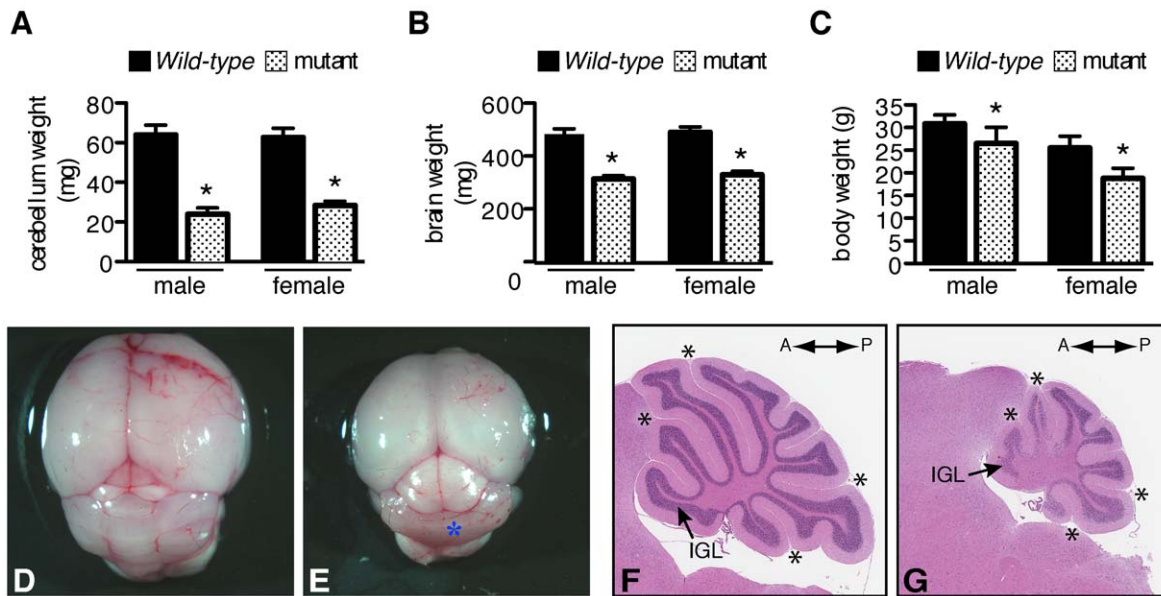 A
Wild-type mutant
cerebellum weight
(mg)
80
60
40
20
0
*
*
male female
B
Wild-type mutant
brain weight
(mg)
600
400
200
0
*
*
male female
C
Wild-type mutant
body weight (g)
35
30
25
20
15
10
5
0
*
*
male female
D
E
*
F
A P
*
*
*
*
IGL
G
A P
*
*
*
*
IGL